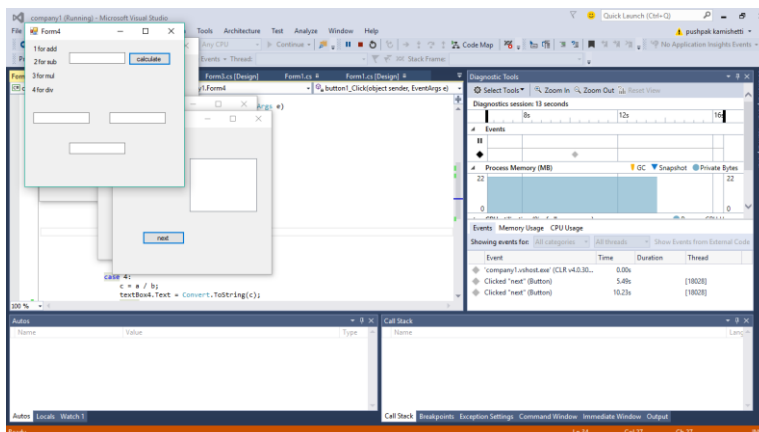 company1 (Running) - Microsoft Visual Studio
Quick Launch (Ctrl+Q)
File
Form4
Tools Architecture Test Analyze Window Help
pushpak kamishetti
Any CPU
Continue
Code Map
No Application Insights Events
1 for add
2 for sub
3 for mul
4 for div
calculate
Events
Thread:
Stack Frame:
Form3.cs [Design] Form1.cs Form1.cs [Design]
y1.Form4
button1_Click(object sender, EventArgs e)
Args e)
next
case 4:
c = a / b;
textBox4.Text = Convert.ToString(c);
100 %
Diagnostic Tools
Select Tools Zoom In Zoom Out Reset View
Diagnostics session: 13 seconds
8s 12s 16s
Events
Process Memory (MB)
GC Snapshot Private Bytes
22 22
0 0
Events Memory Usage CPU Usage
Showing events for: All categories All threads Show Events from External Code
Event Time Duration Thread
'company1.vshost.exe' (CLR v4.0.30... 0.00s
Clicked "next" (Button) 5.49s [18028]
Clicked "next" (Button) 10.23s [18028]
Autos
Name Value Type
Call Stack
Name Lang
Autos Locals Watch 1
Call Stack Breakpoints Exception Settings Command Window Immediate Window Output